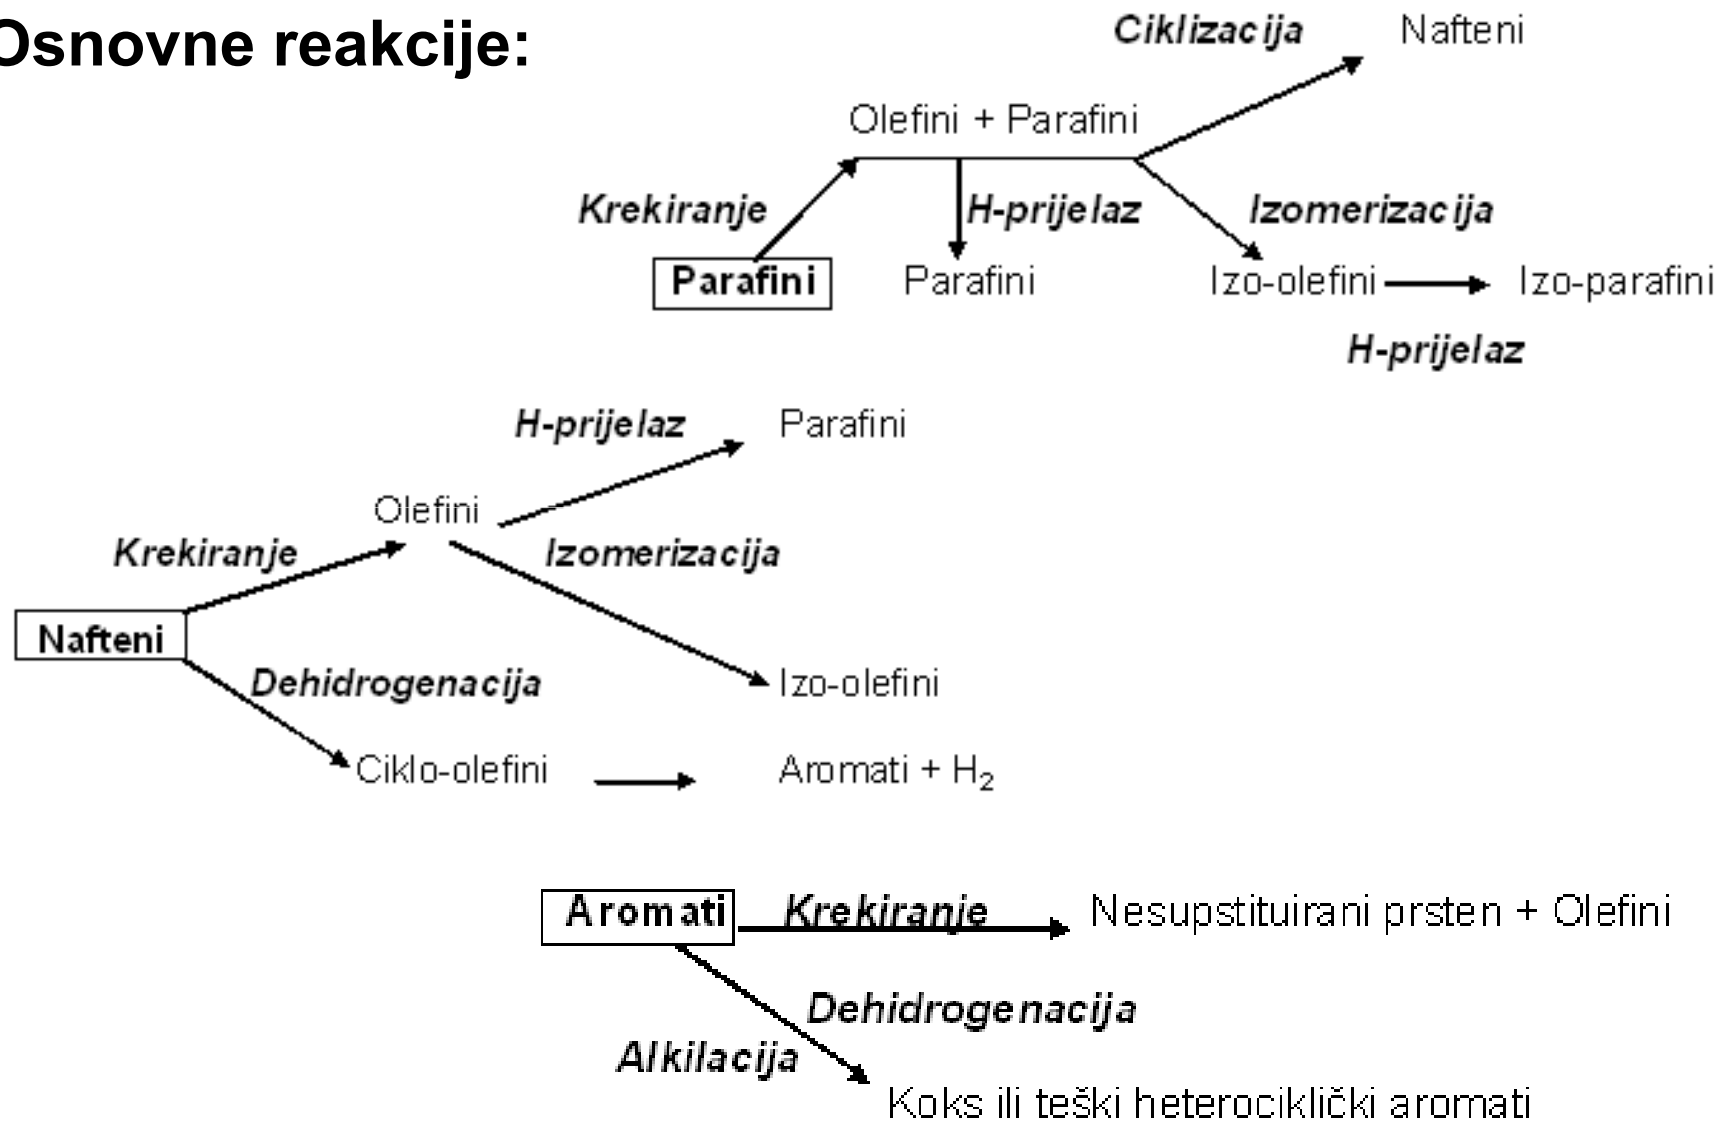 Osnovne reakcije:
Ciklizacija Nafteni
Olefini + Parafini
Krekiranje H-prijelaz Izomerizacija
Parafini Parafini Izo-olefini Izo-parafini
H-prijelaz
H-prijelaz Parafini
Olefini
Krekiranje Izomerizacija
Nafteni
Dehidrogenacija Izo-olefini
Ciklo-olefini Aromati + H₂
Aromati Krekiranje Nesupstituirani prsten + Olefini
Dehidrogenacija
Alkilacija
Koks ili teški heterociklički aromati